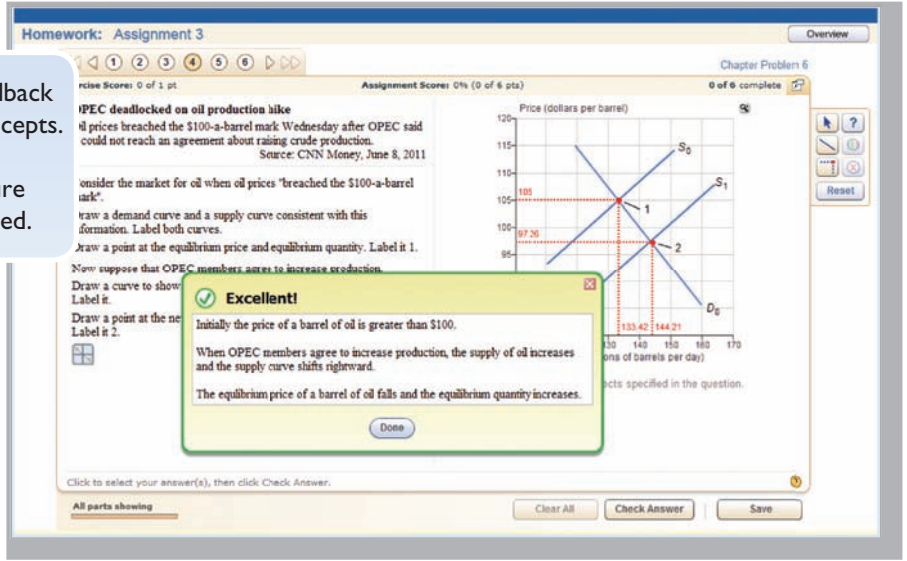 Homework: Assignment 3
Overview
1 2 3 4 5 6
Chapter Problem 6
rcise Score: 0 of 1 pt
Assignment Score: 0% (0 of 6 pts)
0 of 6 complete
lback
cepts.
re
ed.
OPEC deadlocked on oil production hike
il prices breached the $100-a-barrel mark Wednesday after OPEC said
could not reach an agreement about raising crude production.
Source: CNN Money, June 8, 2011
onsider the market for oil when oil prices "breached the $100-a-barrel
ark".
raw a demand curve and a supply curve consistent with this
formation. Label both curves.
Draw a point at the equilibrium price and equilibrium quantity. Label it 1.
Now suppose that OPEC members agree to increase production.
Draw a curve to show
Label it.
Draw a point at the ne
Label it 2.
Price (dollars per barrel)
120
110
105
100
95
105
97.26
S0
S1
1
2
D0
133.42 144.21
130 140 150 160 170
ons of barrels per day)
ects specified in the question.
?
Reset
Excellent!
Initially the price of a barrel of oil is greater than $100.
When OPEC members agree to increase production, the supply of oil increases
and the supply curve shifts rightward.
The equlibrium price of a barrel of oil falls and the equilibrium quantity increases.
Done
Click to select your answer(s), then click Check Answer.
?
All parts showing
Clear All
Check Answer
Save